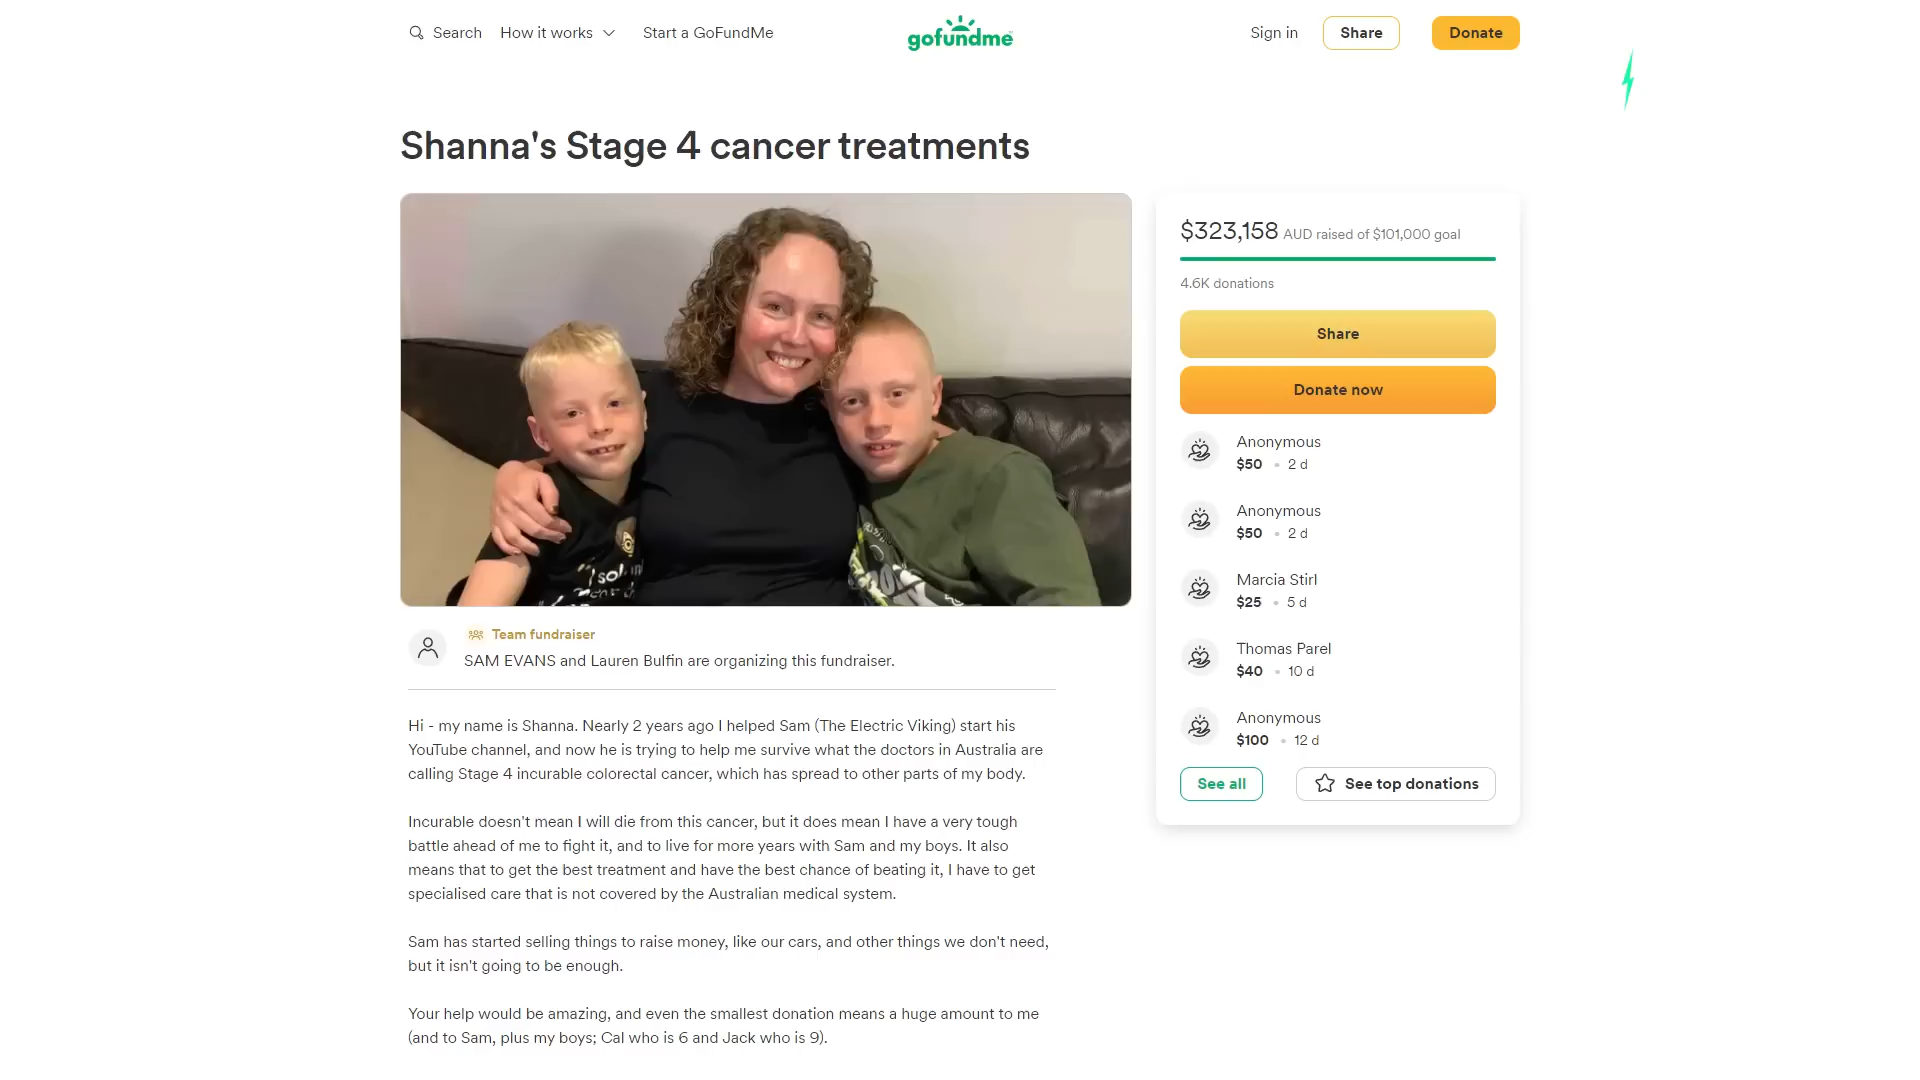 Search How it works Start a GoFundMe
gofundme
Sign in Share Donate
Shanna's Stage 4 cancer treatments
Team fundraiser
SAM EVANS and Lauren Bulfin are organizing this fundraiser.
Hi - my name is Shanna. Nearly 2 years ago I helped Sam (The Electric Viking) start his
YouTube channel, and now he is trying to help me survive what the doctors in Australia are
calling Stage 4 incurable colorectal cancer, which has spread to other parts of my body.
Incurable doesn't mean I will die from this cancer, but it does mean I have a very tough
battle ahead of me to fight it, and to live for more years with Sam and my boys. It also
means that to get the best treatment and have the best chance of beating it, I have to get
specialised care that is not covered by the Australian medical system.
Sam has started selling things to raise money, like our cars, and other things we don't need,
but it isn't going to be enough.
Your help would be amazing, and even the smallest donation means a huge amount to me
(and to Sam, plus my boys; Cal who is 6 and Jack who is 9).
$323,158 AUD raised of $101,000 goal
4.6K donations
Share
Donate now
Anonymous
$50 • 2 d
Anonymous
$50 • 2 d
Marcia Stirl
$25 • 5 d
Thomas Parel
$40 • 10 d
Anonymous
$100 • 12 d
See all
See top donations